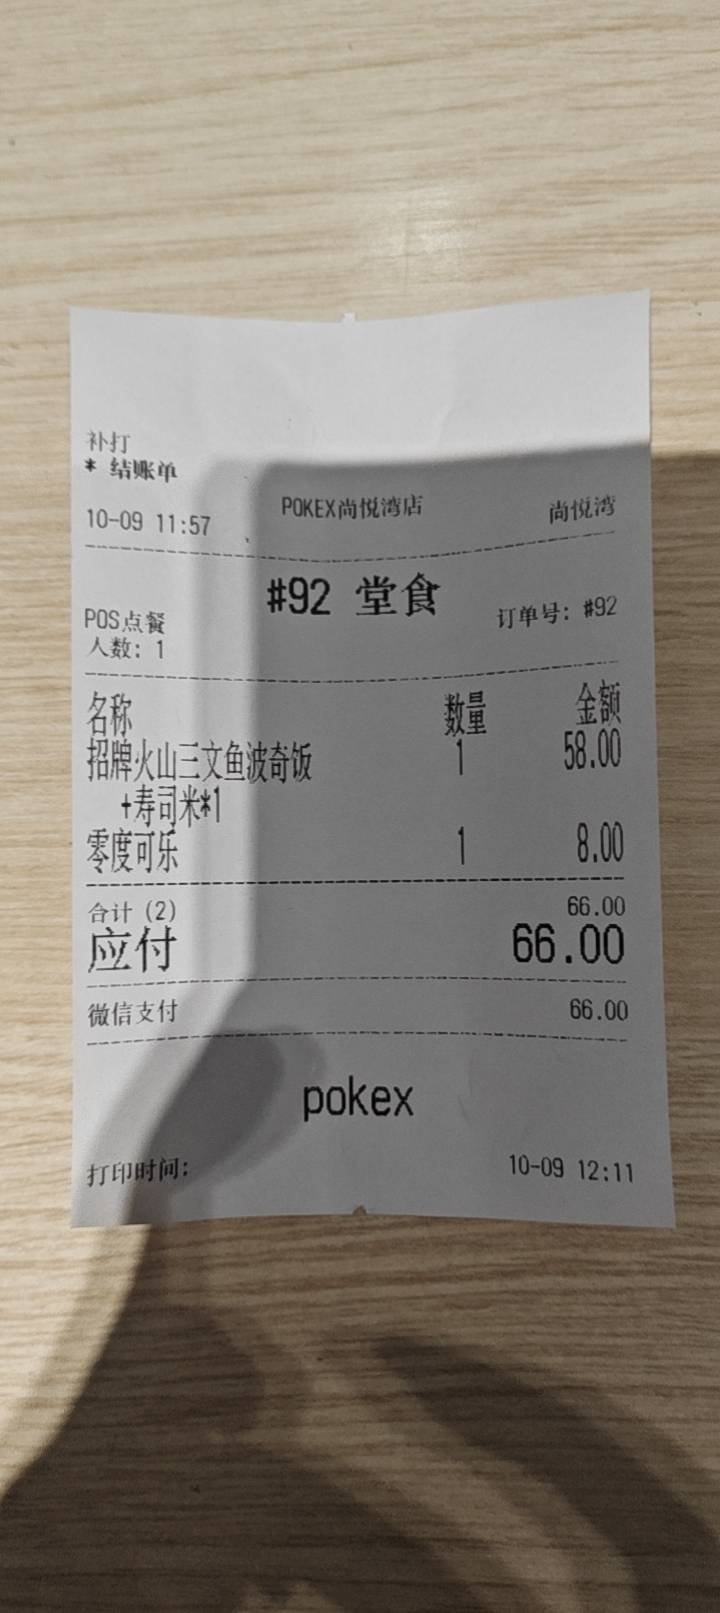 补打
* 结账单
10-09 11:57 POKEX尚悦湾店 尚悦湾
#92 堂食
POS点餐 订单号: #92
人数: 1
名称 数量 金额
招牌火山三文鱼波奇饭 1 58.00
+寿司米*1
零度可乐 1 8.00
合计 (2) 66.00
应付 66.00
微信支付 66.00
pokex
打印时间: 10-09 12:11